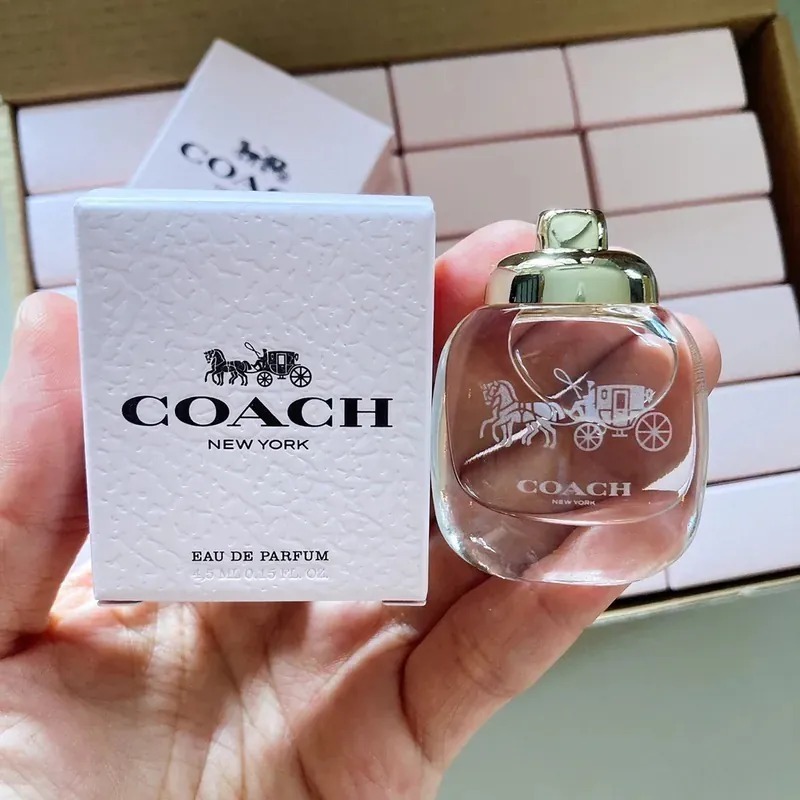 COACH
COACH
NEW YORK
EAU DE PARFUM
4,5 ML 0.15 FL. OZ
COACH
NEW YORK